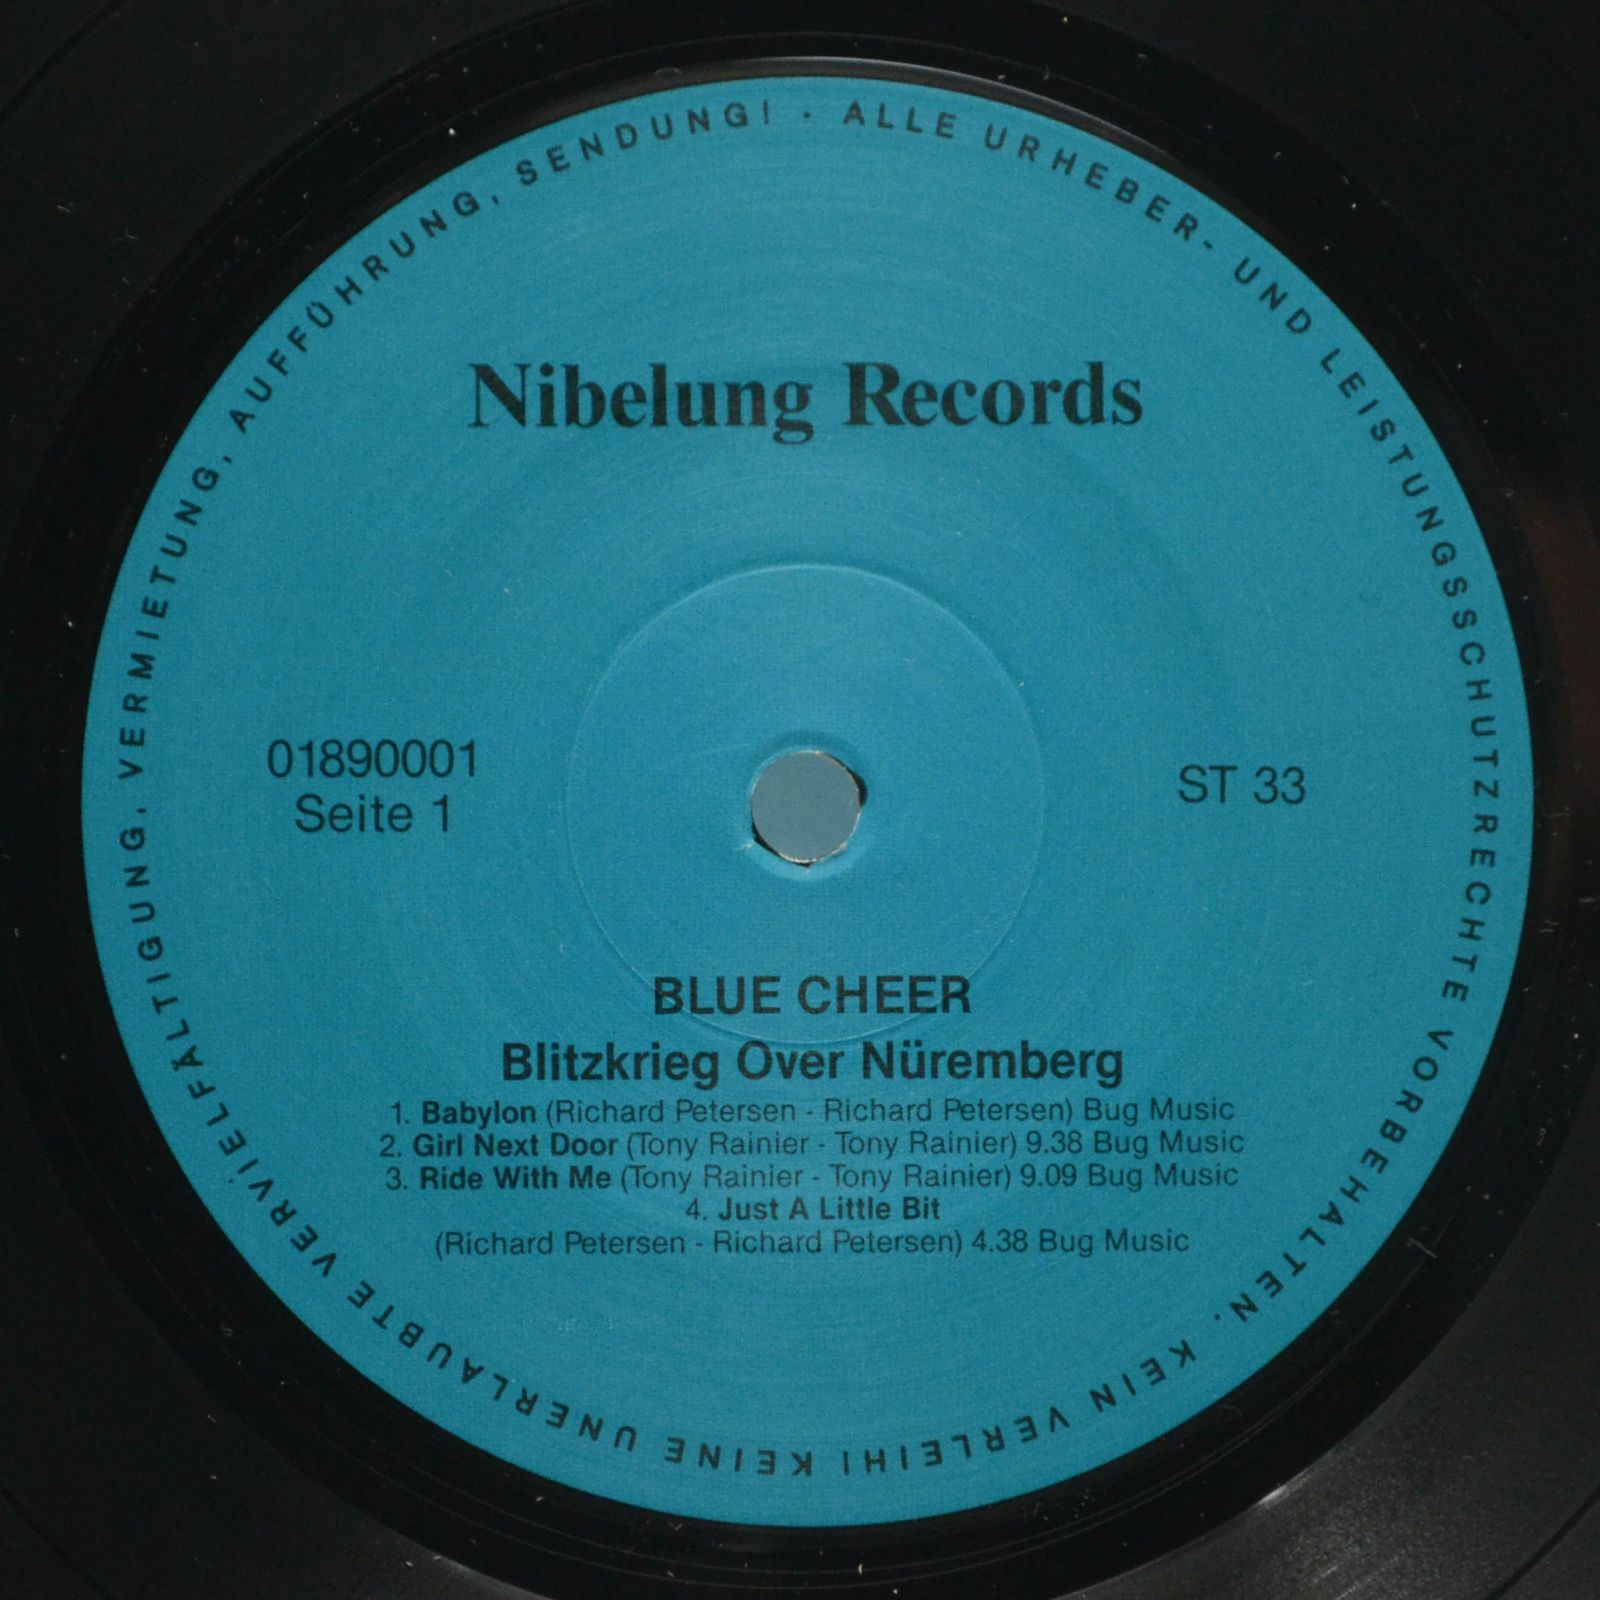 ALLE URHEBER- UND LEISTUNGSSCHUTZRECHTE VORBEHALTEN. KEIN VERLEIH! KEINE UNERLAUBTE VERVIELFÄLTIGUNG, VERMIETUNG, AUFFÜHRUNG, SENDUNG! ·
Nibelung Records
01890001
Seite 1
ST 33
BLUE CHEER
Blitzkrieg Over Nüremberg
1. Babylon (Richard Petersen - Richard Petersen) Bug Music
2. Girl Next Door (Tony Rainier - Tony Rainier) 9.38 Bug Music
3. Ride With Me (Tony Rainier - Tony Rainier) 9.09 Bug Music
4. Just A Little Bit
(Richard Petersen - Richard Petersen) 4.38 Bug Music